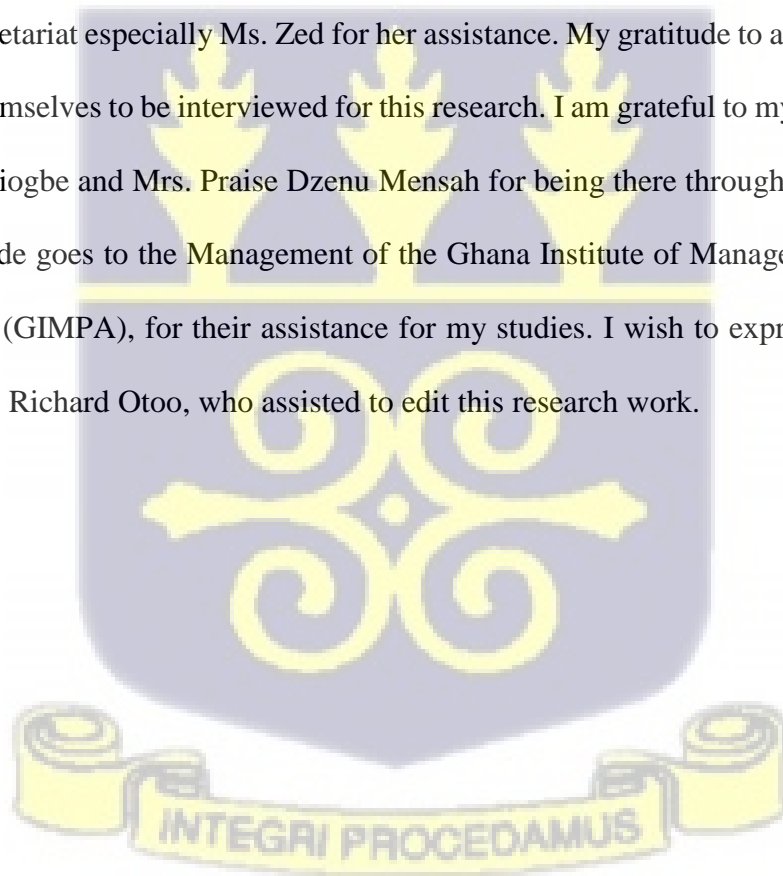 etariat especially Ms. Zed for her assistance. My gratitude to a
mselves to be interviewed for this research. I am grateful to my
iogbe and Mrs. Praise Dzenu Mensah for being there through
de goes to the Management of the Ghana Institute of Manage
(GIMPA), for their assistance for my studies. I wish to expr
Richard Otoo, who assisted to edit this research work.
INTEGRI PROCEDAMUS